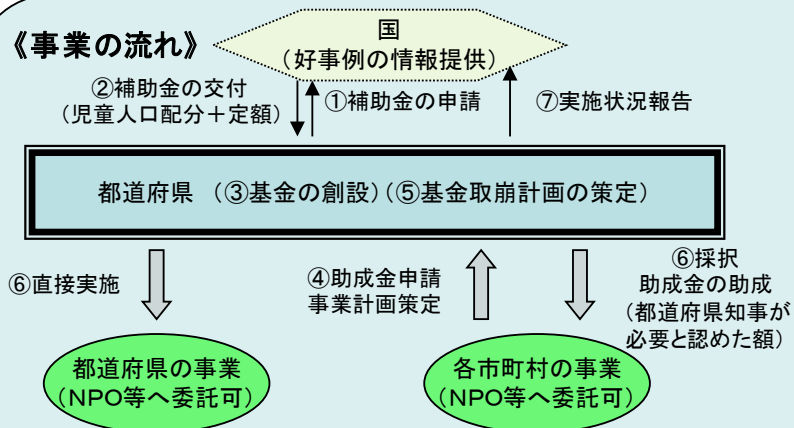 《事業の流れ》
国
(好事例の情報提供)
②補助金の交付
(児童人口配分+定額)
①補助金の申請
⑦実施状況報告
都道府県 (③基金の創設)(⑤基金取崩計画の策定)
⑥直接実施
④助成金申請
事業計画策定
⑥採択
助成金の助成
(都道府県知事が
必要と認めた額)
都道府県の事業
(NPO等へ委託可)
各市町村の事業
(NPO等へ委託可)